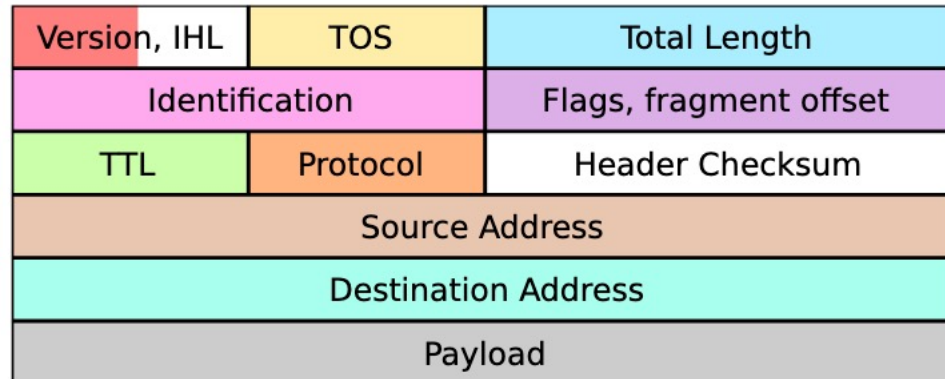 Version, IHL TOS Total Length
Identification Flags, fragment offset
TTL Protocol Header Checksum
Source Address
Destination Address
Payload